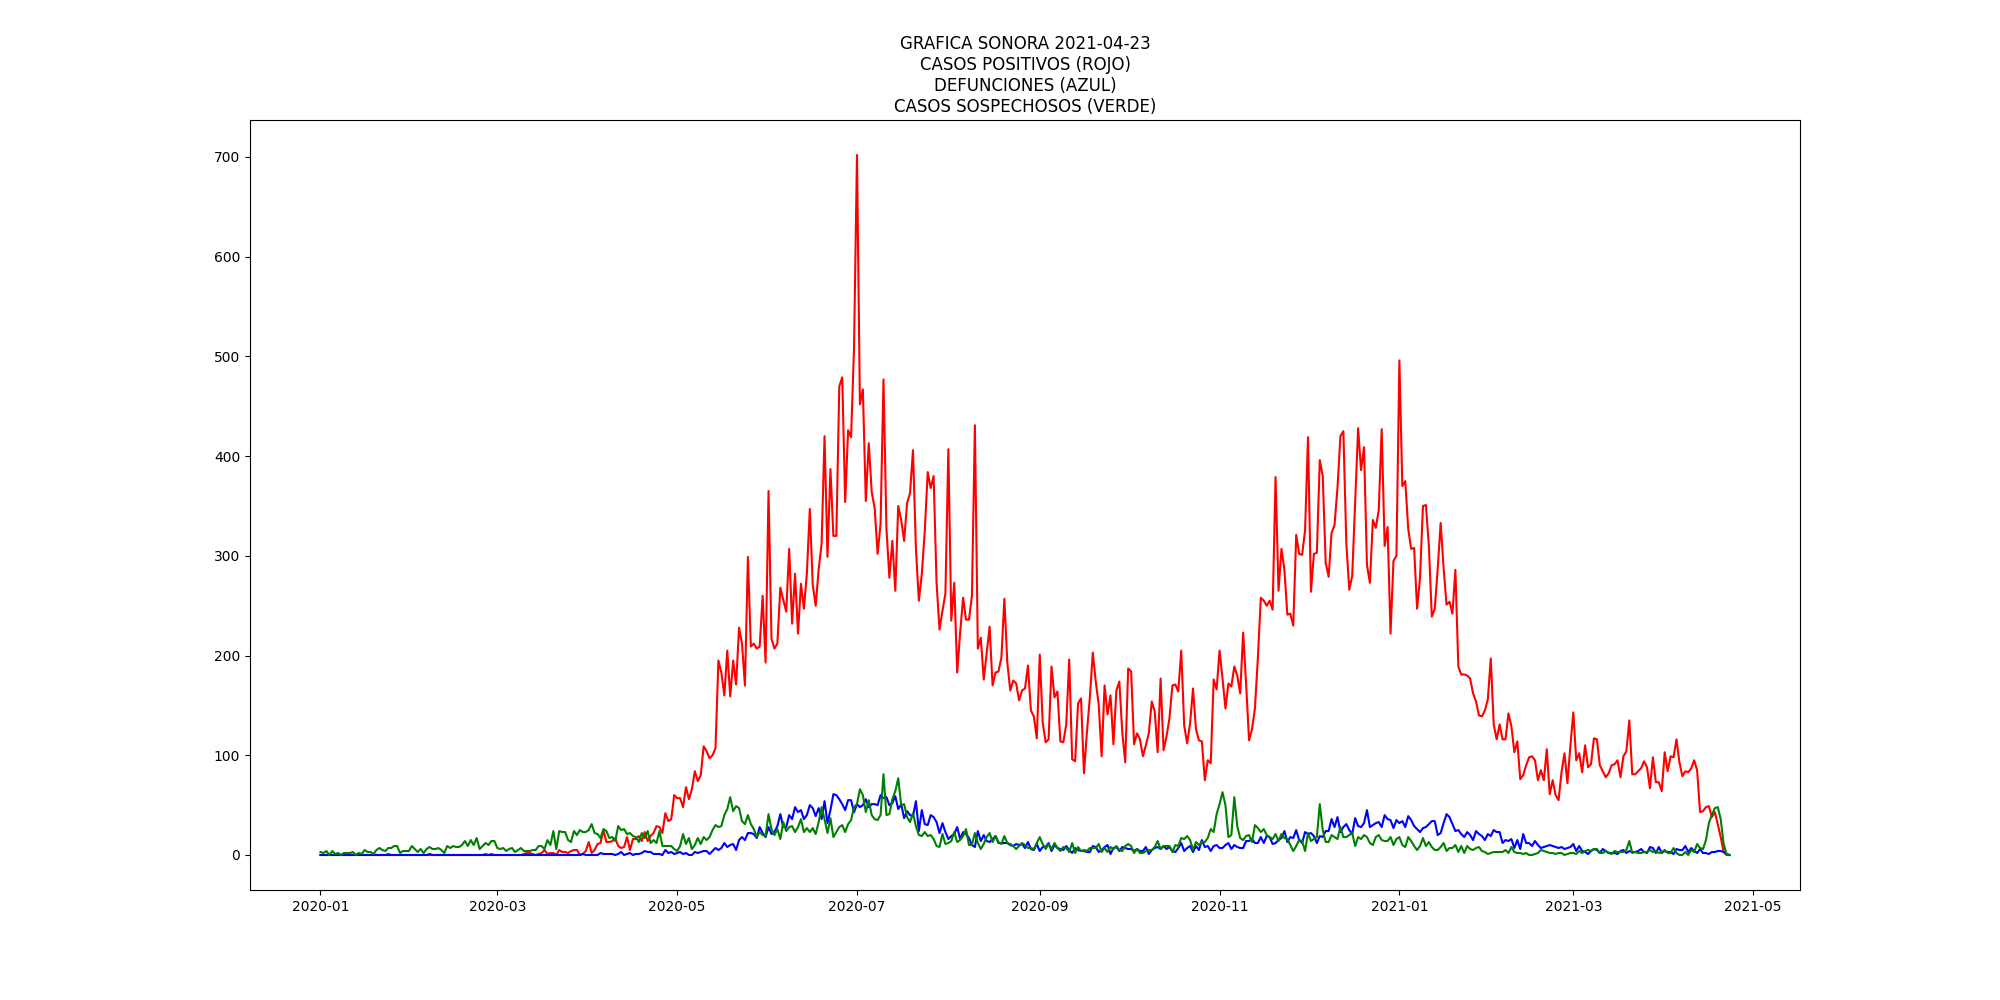 GRAFICA SONORA 2021-04-23
CASOS POSITIVOS (ROJO)
DEFUNCIONES (AZUL)
CASOS SOSPECHOSOS (VERDE)
700
600
500
400
300
200
100
0
2020-01 2020-03 2020-05 2020-07 2020-09 2020-11 2021-01 2021-03 2021-05